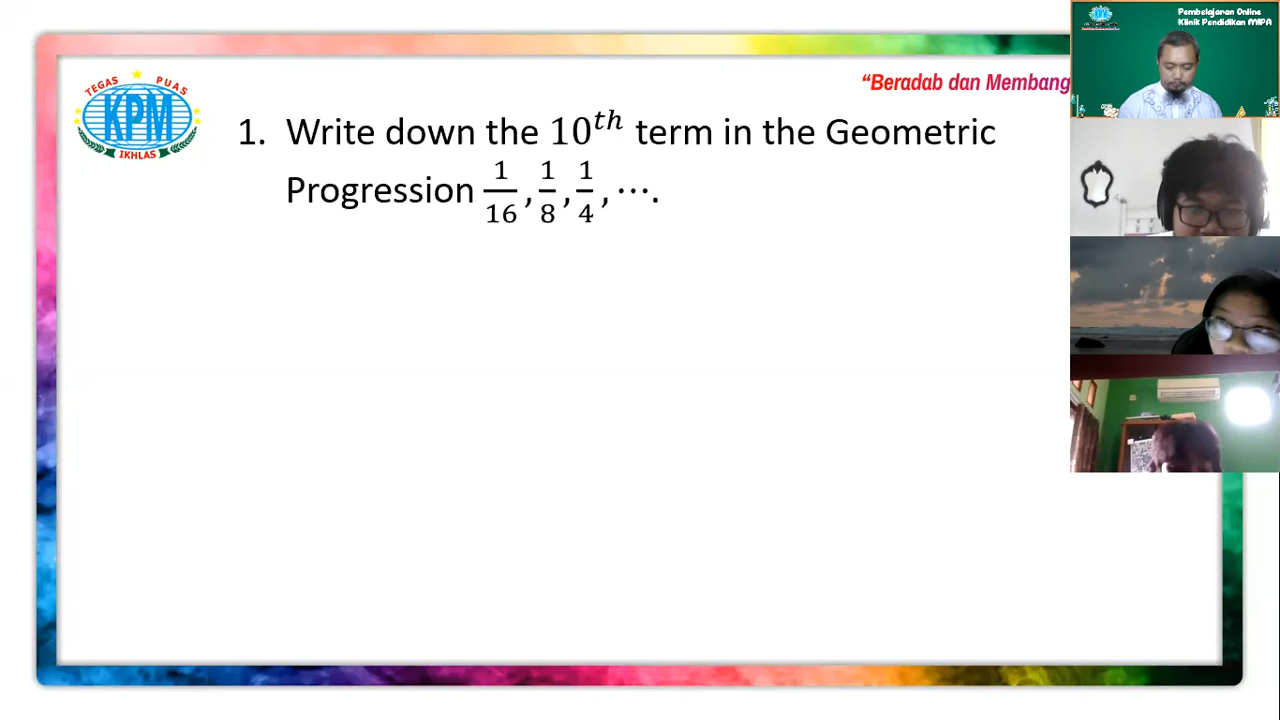 Pembelajaran Online
Klinik Pendidikan MIPA
TEGAS PUAS
KPM
IKHLAS
“Beradab dan Membang
1. Write down the 10^{th} term in the Geometric
Progression 1/16, 1/8, 1/4, ⋯.